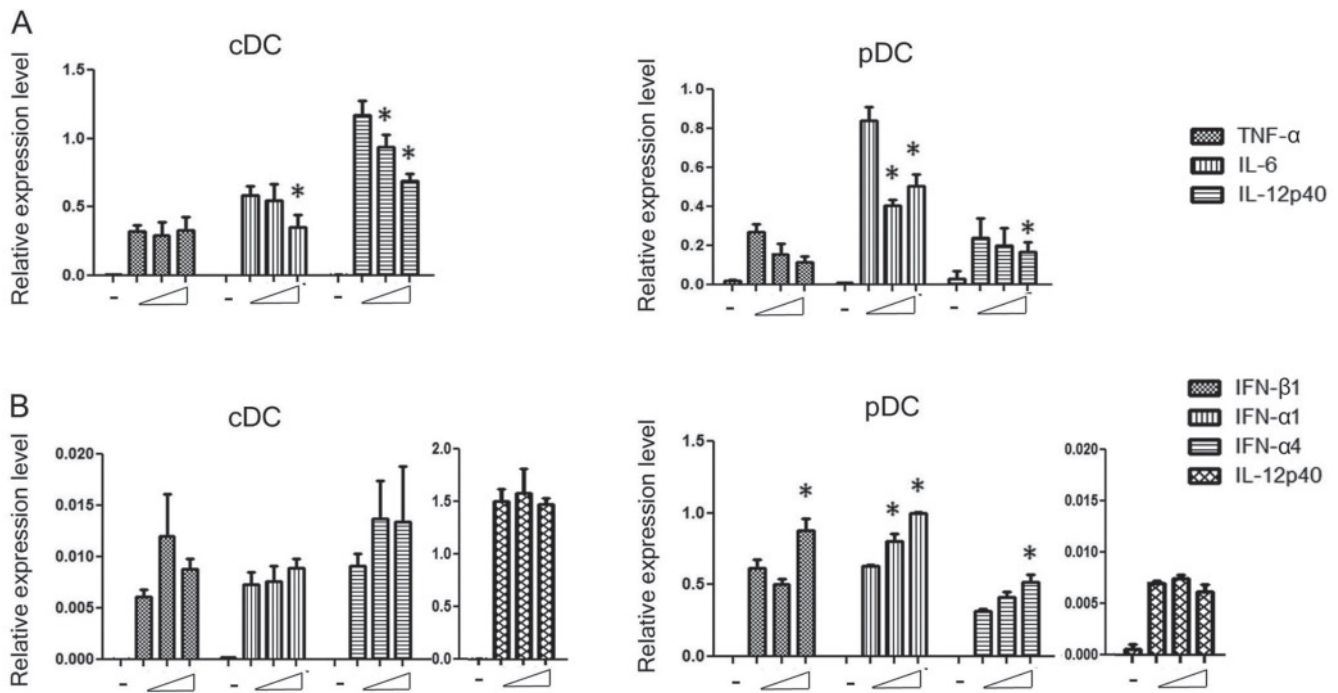 A
cDC
Relative expression level
1.5
1.0
0.5
0.0
- - -
pDC
Relative expression level
1.0
0.8
0.6
0.4
0.2
0.0
- - -
* * *
* * *
TNF-α
IL-6
IL-12p40
B
cDC
Relative expression level
0.020
0.015
0.010
0.005
0.000
- - -
2.0
1.5
1.0
1.5
0.0
-
pDC
Relative expression level
1.5
1.0
0.5
0.0
- - -
* * * *
0.020
0.015
0.010
0.005
0.000
-
IFN-β1
IFN-α1
IFN-α4
IL-12p40